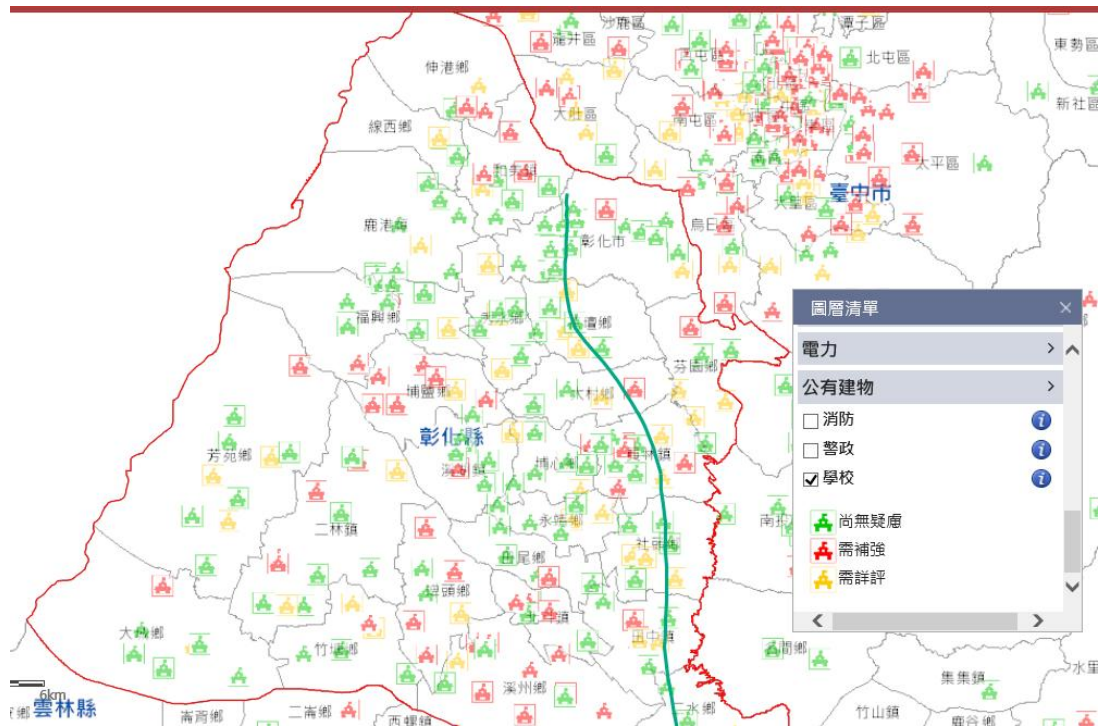 沙鹿區
潭子區
龍井區
東勢區
西屯區
北屯區
伸港鄉
新社區
大肚區
南屯區
線西鄉
太平區
和美鎮
臺中市
大里區
鹿港鎮
烏日區
彰化市
圖層清單
福興鄉
秀水鄉
電力
芬園鄉
公有建物
大村鄉
埔鹽鄉
消防
彰化縣
警政
芳苑鄉
員林鎮
溪湖鎮
埔心鄉
學校
二林鎮
永靖鄉
尚無疑慮
社頭鄉
需補強
埤頭鄉
需詳評
大城鄉
北斗鎮
田中鎮
竹塘鄉
名間鄉
集集鎮
水里
6km
溪州鄉
雲林縣
二水鄉
竹山鎮
崙背鄉
二崙鄉
西螺鎮
鹿谷鄉